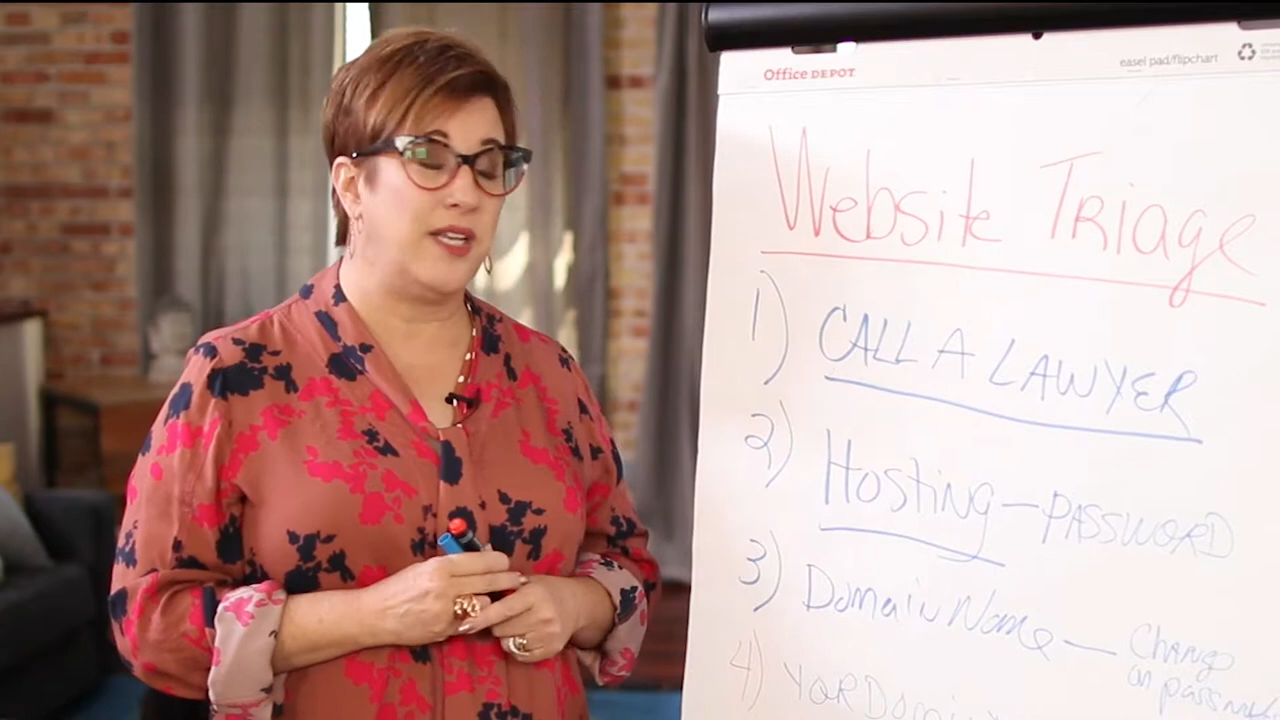 Office DEPOT
easel pad/flipchart
Website Triage
1) CALL A LAWYER
2) Hosting - PASSWORD
3) Domain Name - Change
on
4) YOR